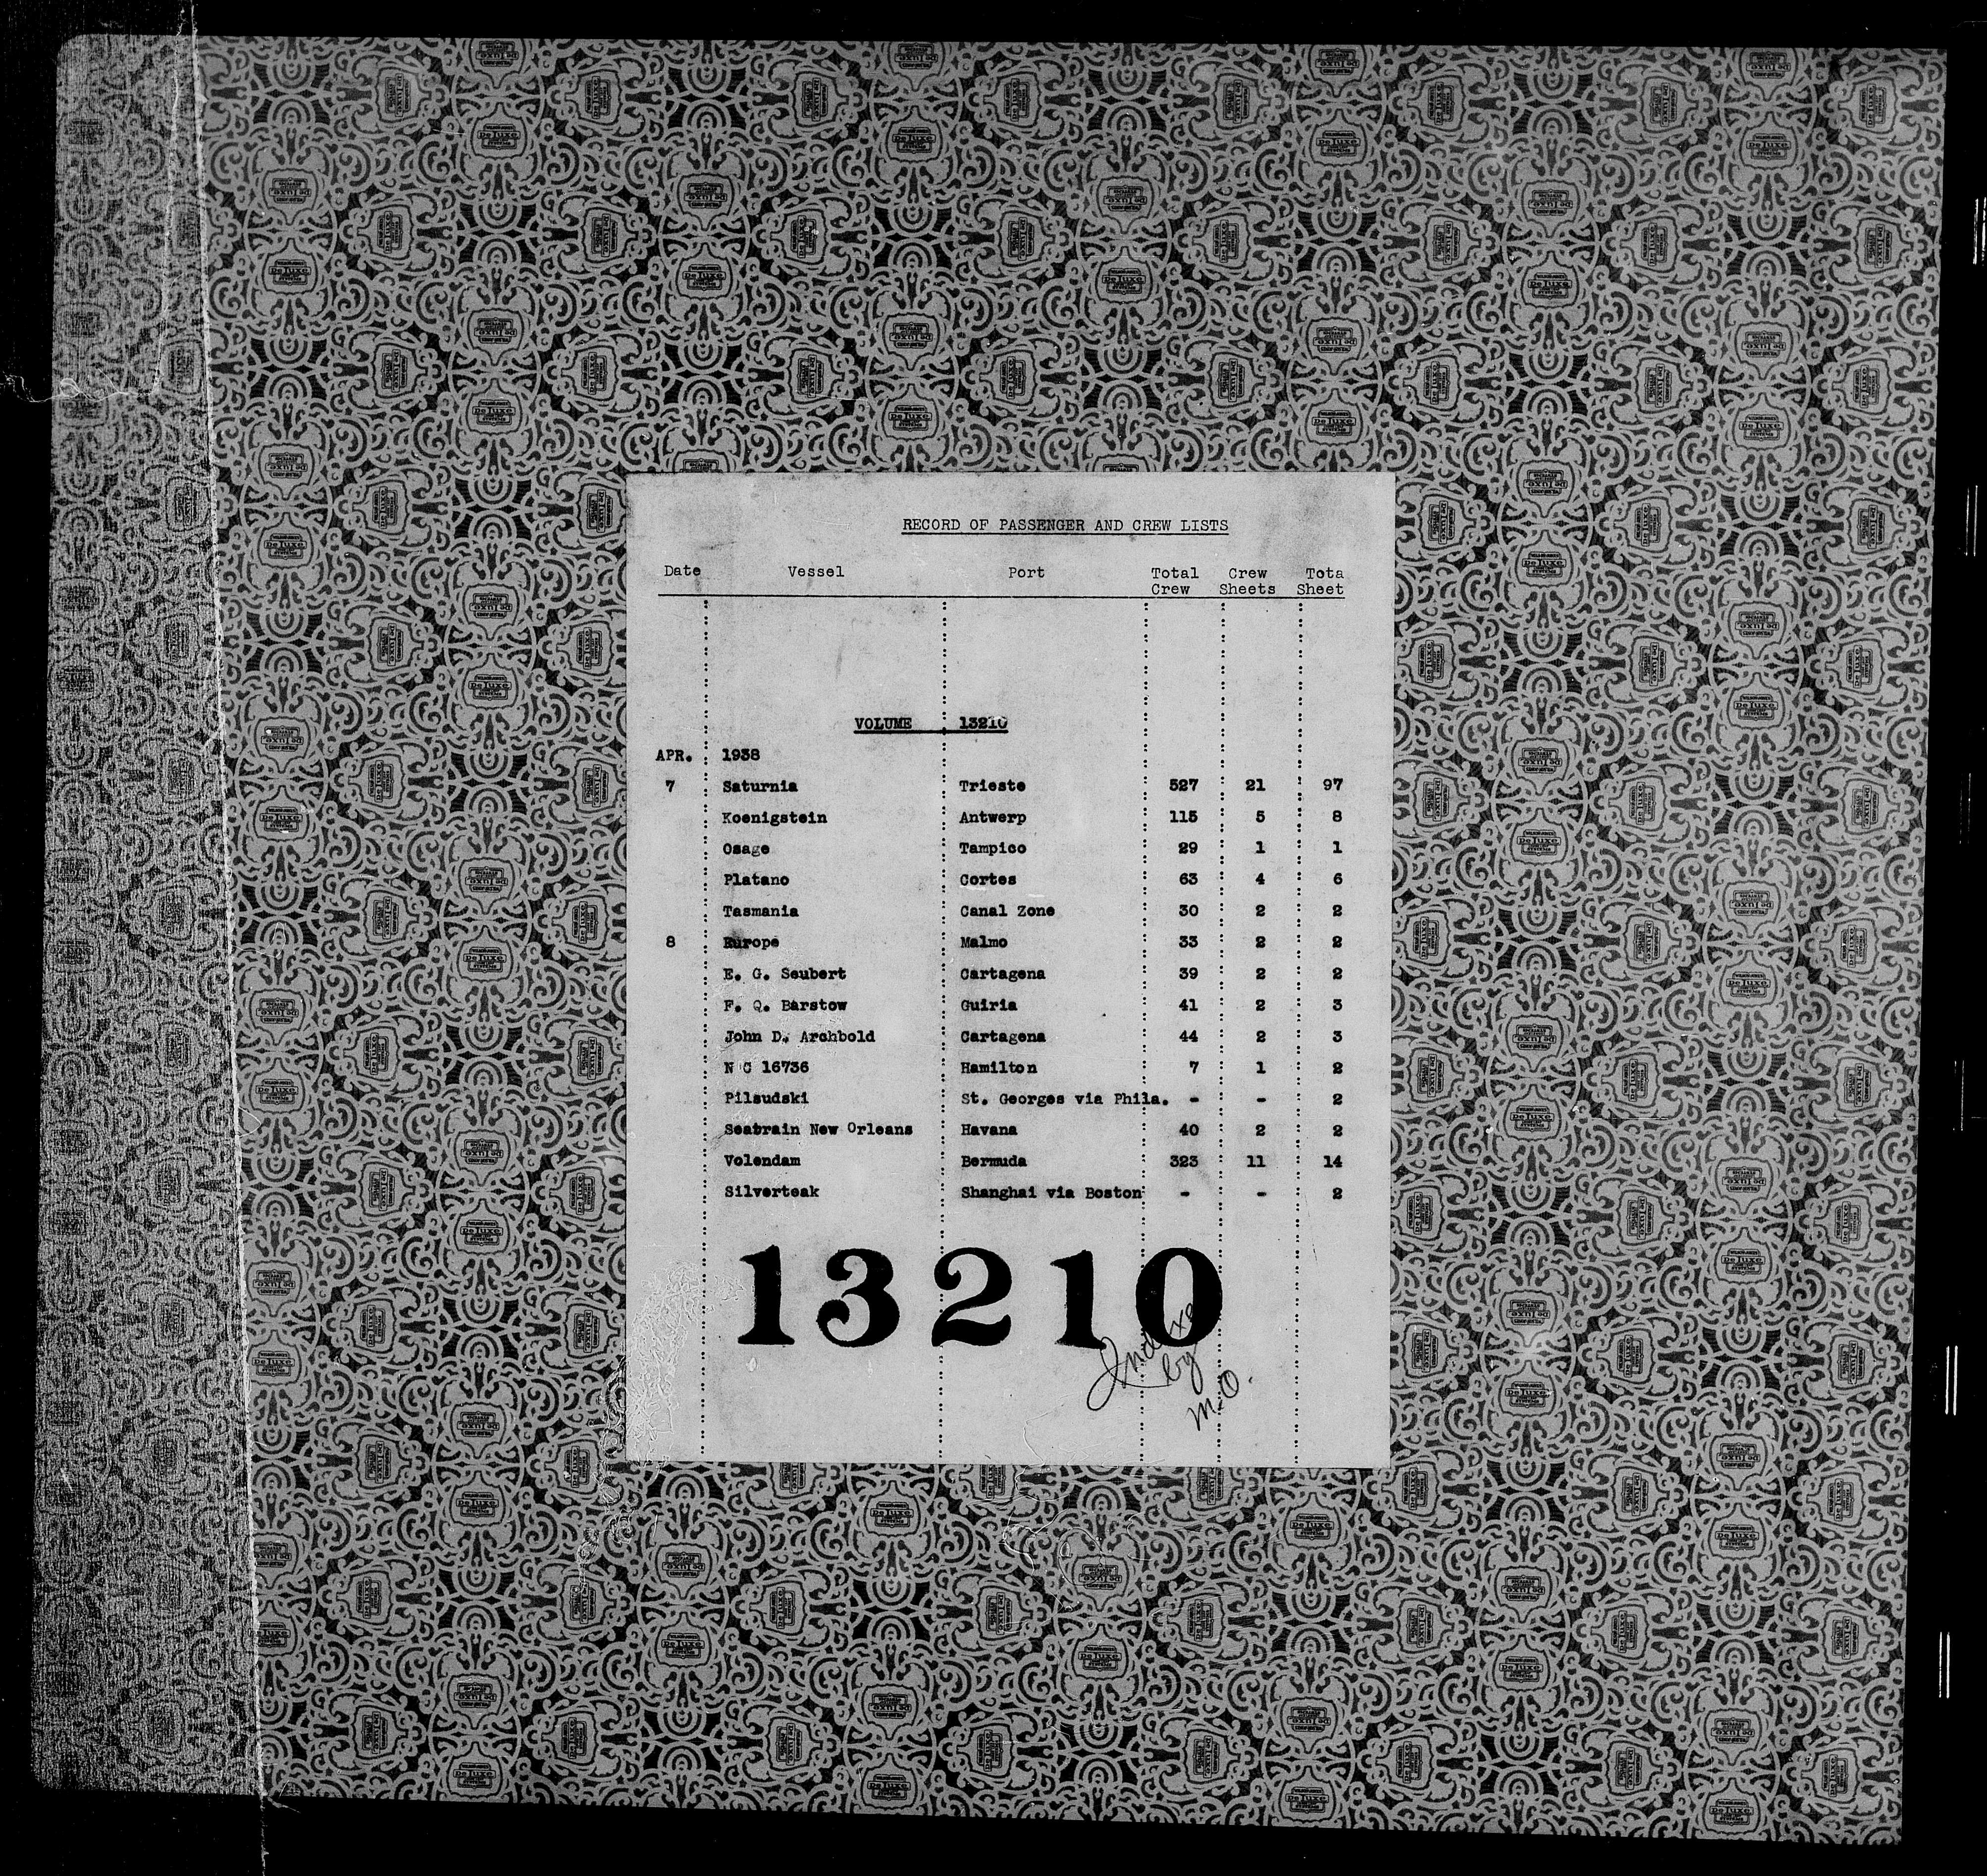 RECORD OF PASSENGER AND CREW LISTS
Date Vessel Port Total Crew Tota
Crew Sheets Sheet
VOLUME 13210
APR. 1938
7 Saturnia Trieste 527 21 97
Koenigstein Antwerp 115 5 8
Osage Tampico 29 1 1
Platano Cortes 63 4 6
Tasmania Canal Zone 30 2 2
8 Europe Malmo 33 2 2
E. G. Seubert Cartagena 39 2 2
F. Q. Barstow Guiria 41 2 3
John D. Archbold Cartagena 44 2 3
N C 16736 Hamilton 7 1 2
Pilsudski St. Georges via Phila. - - 2
Seatrain New Orleans Havana 40 2 2
Volendam Bermuda 323 11 14
Silverteak Shanghai via Boston - - 2
13210
by
M.O.